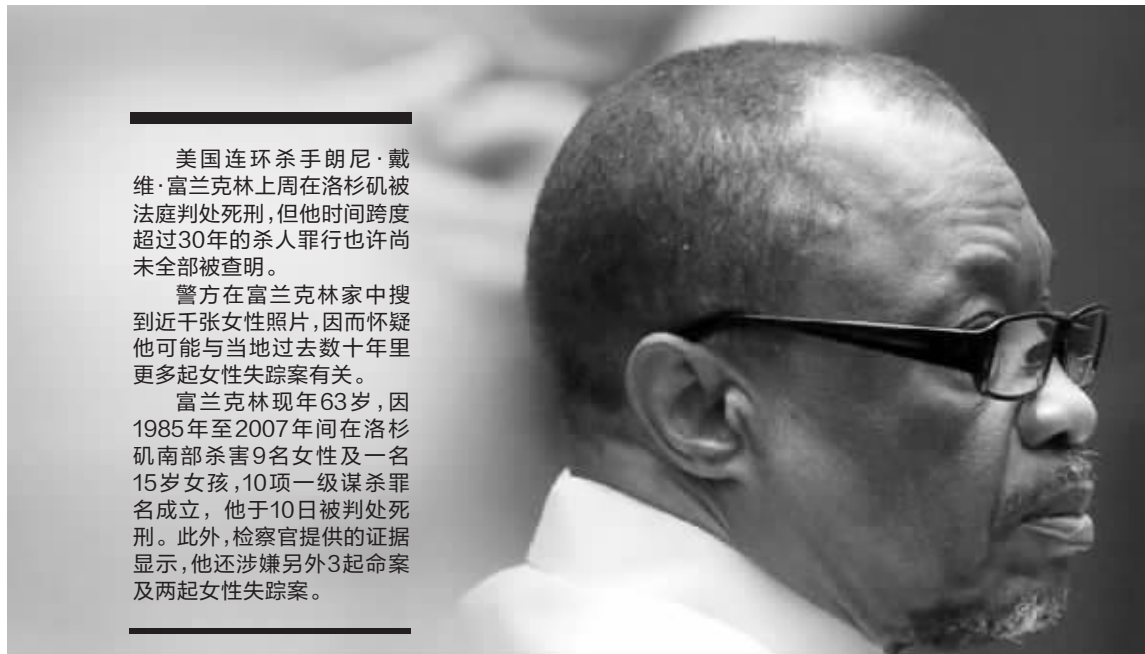 美国连环杀手朗尼·戴
维·富兰克林上周在洛杉矶被
法庭判处死刑,但他时间跨度
超过30年的杀人罪行也许尚
未全部被查明。
警方在富兰克林家中搜
到近千张女性照片,因而怀疑
他可能与当地过去数十年里
更多起女性失踪案有关。
富兰克林现年63岁,因
1985年至2007年间在洛杉
矶南部杀害9名女性及一名
15岁女孩,10项一级谋杀罪
名成立，他于10日被判处死
刑。此外,检察官提供的证据
显示,他还涉嫌另外3起命案
及两起女性失踪案。